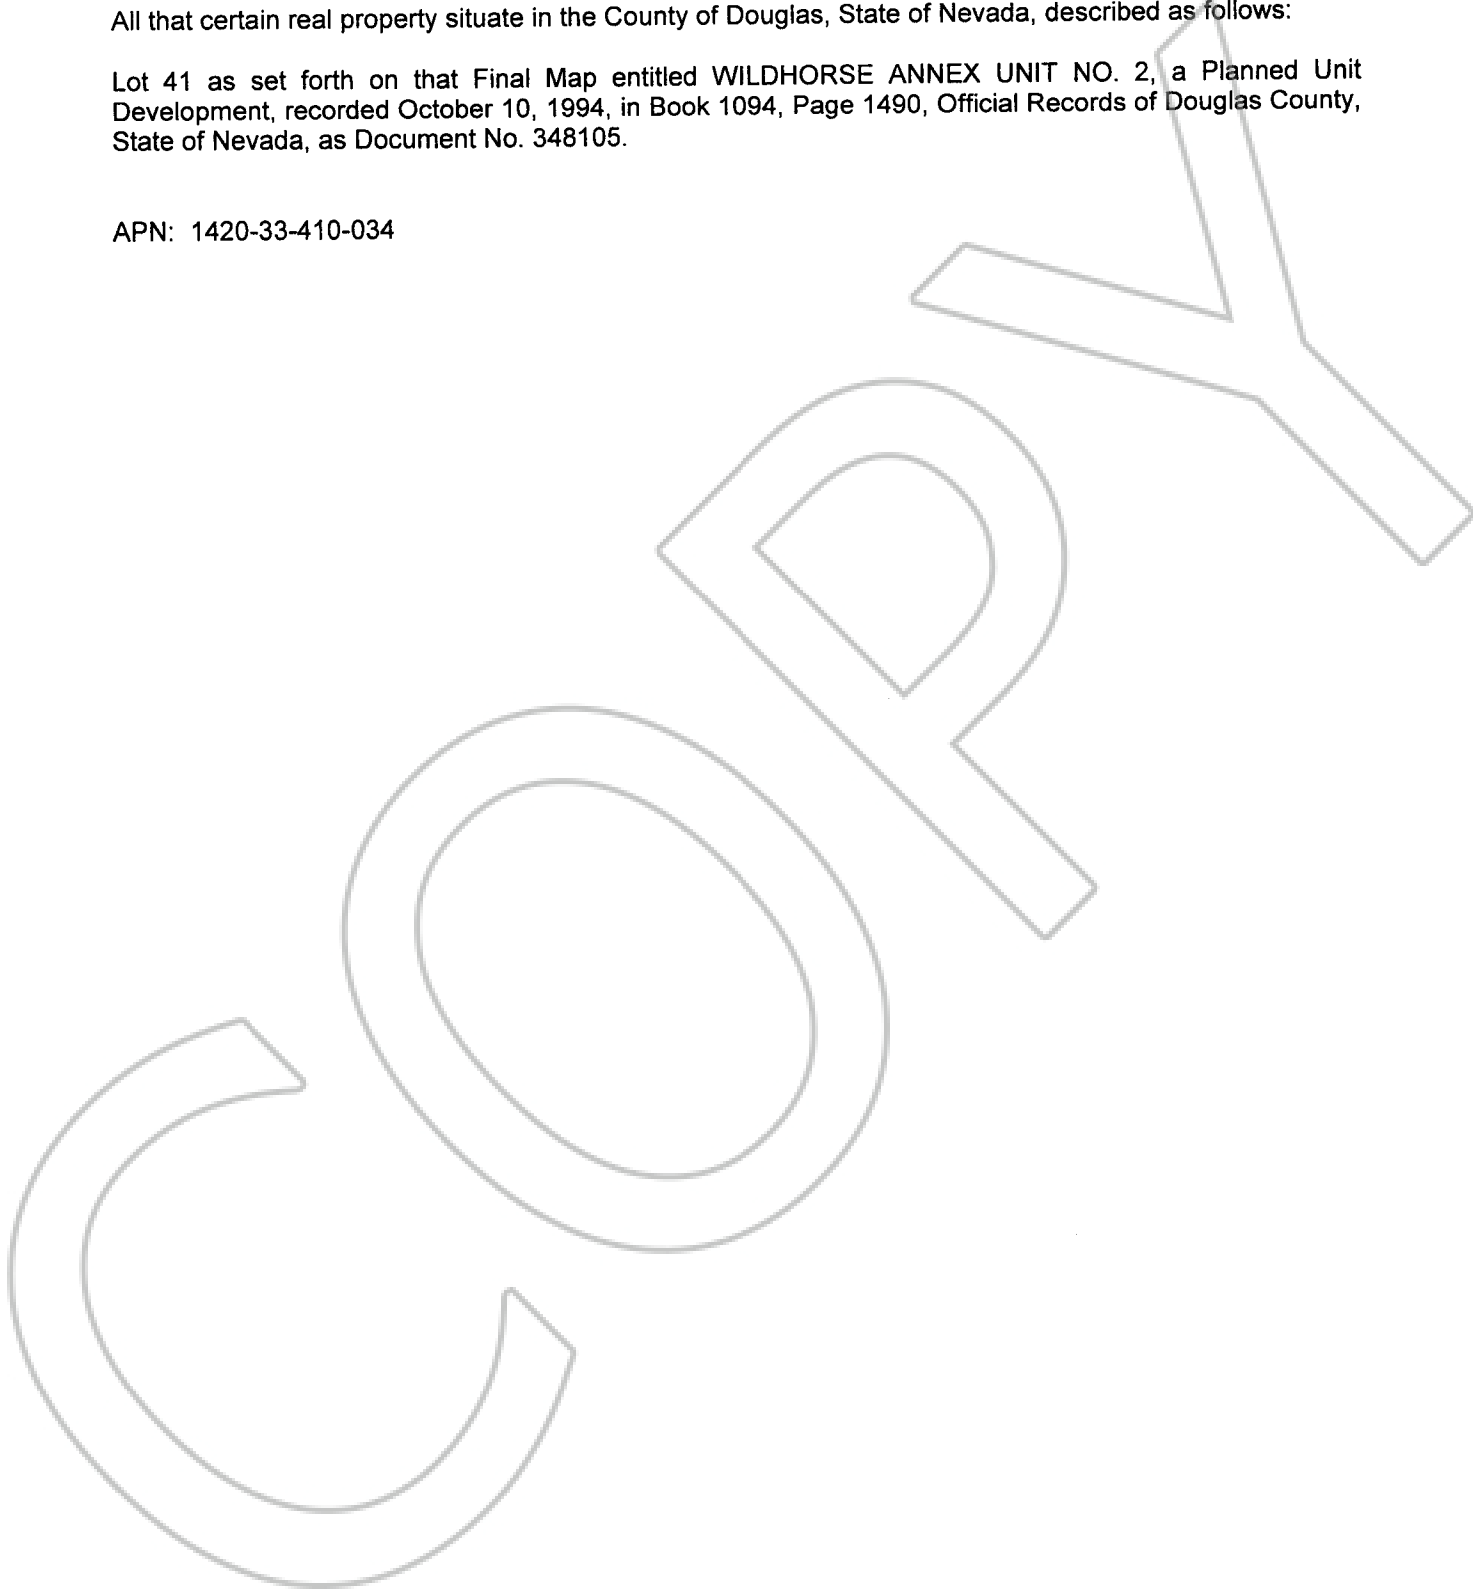 All that certain real property situate in the County of Douglas, State of Nevada, described as follows:
Lot 41 as set forth on that Final Map entitled WILDHORSE ANNEX UNIT NO. 2, a Planned Unit
Development, recorded October 10, 1994, in Book 1094, Page 1490, Official Records of Douglas County,
State of Nevada, as Document No. 348105.
APN: 1420-33-410-034
COPY